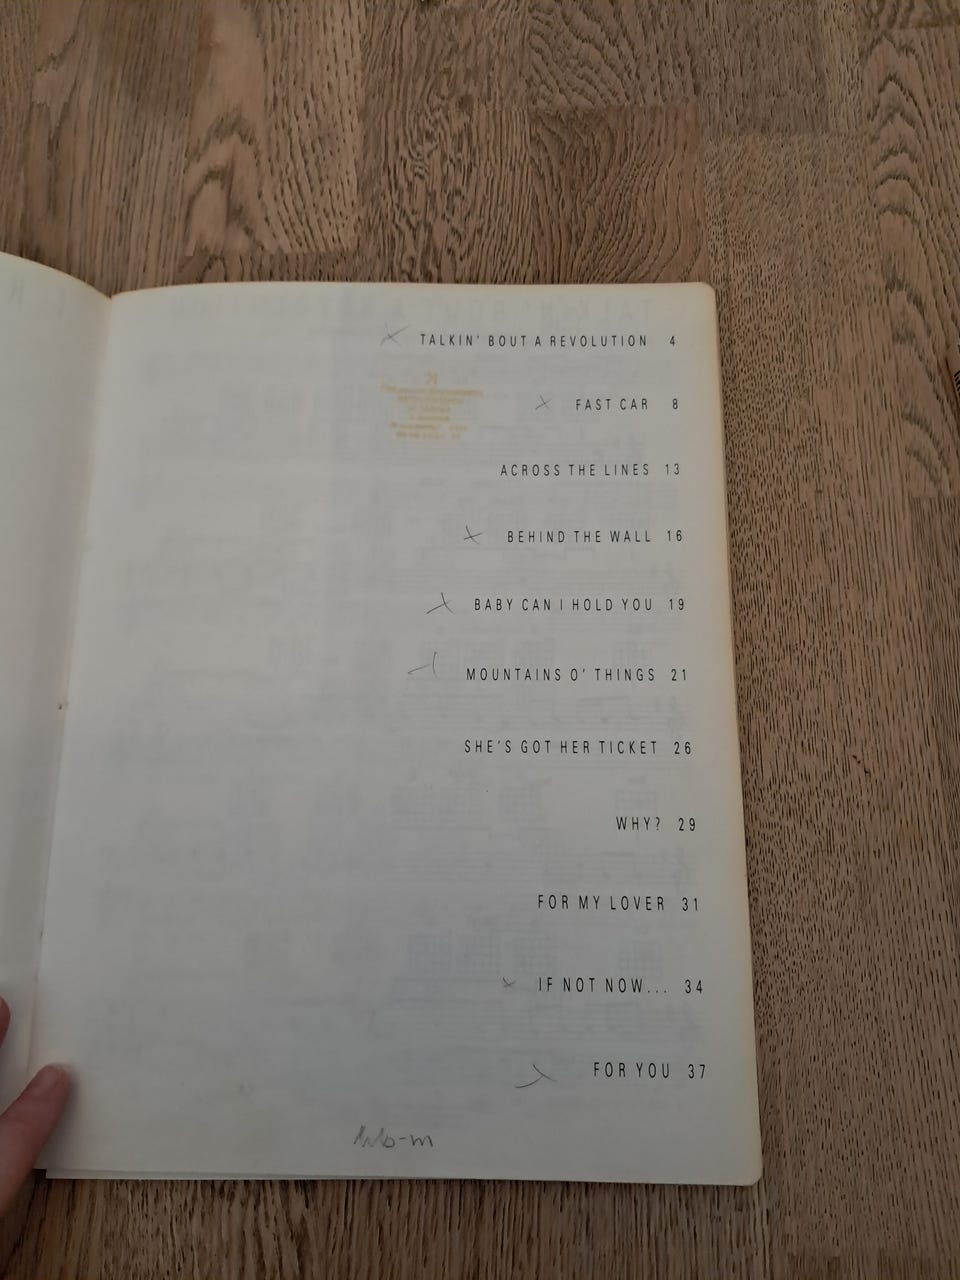 TALKIN' BOUT A REVOLUTION 4
FAST CAR 8
ACROSS THE LINES 13
BEHIND THE WALL 16
BABY CAN I HOLD YOU 19
MOUNTAINS O' THINGS 21
SHE'S GOT HER TICKET 26
WHY? 29
FOR MY LOVER 31
IF NOT NOW... 34
FOR YOU 37